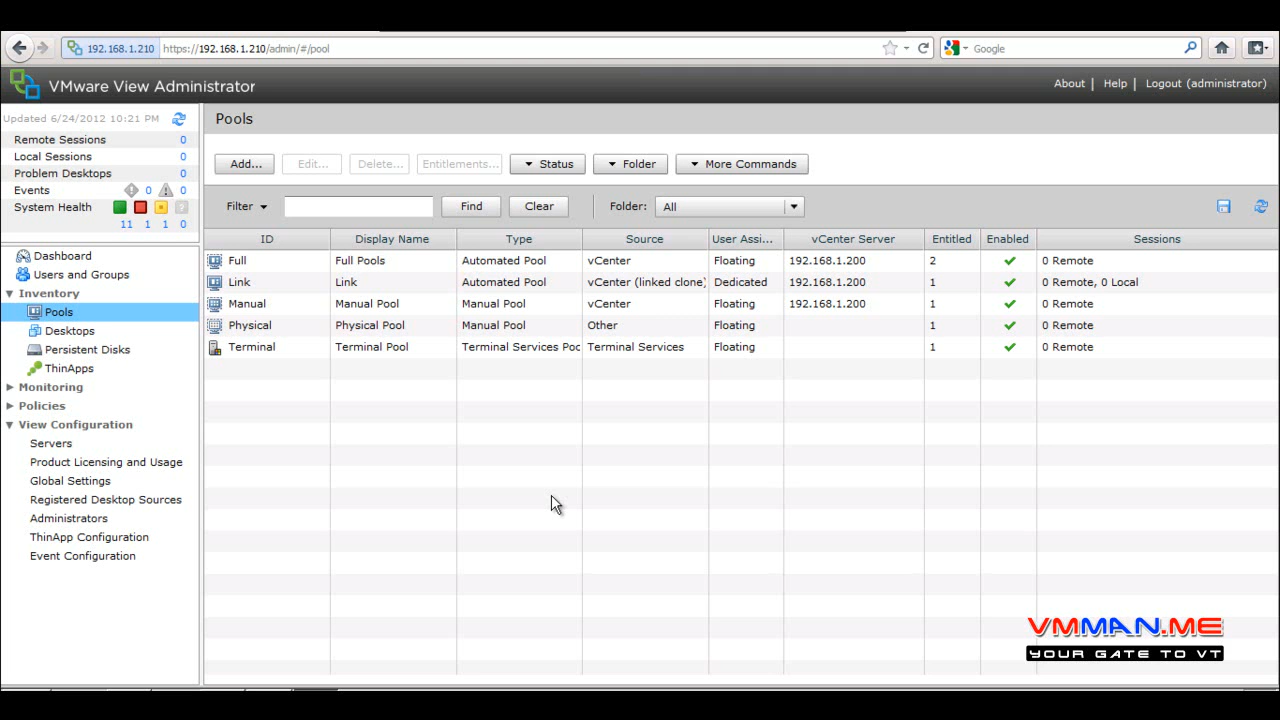 192.168.1.210 https://192.168.1.210/admin/#/pool Google
VMware View Administrator About | Help | Logout (administrator)
Updated 6/24/2012 10:21 PM
Remote Sessions 0
Local Sessions 0
Problem Desktops 0
Events 0 0
System Health
11 1 1 0
Dashboard
Users and Groups
Inventory
Pools
Desktops
Persistent Disks
ThinApps
Monitoring
Policies
View Configuration
Servers
Product Licensing and Usage
Global Settings
Registered Desktop Sources
Administrators
ThinApp Configuration
Event Configuration
Pools
Add... Edit... Delete... Entitlements... Status Folder More Commands
Filter Find Clear Folder: All
ID Display Name Type Source User Assi... vCenter Server Entitled Enabled Sessions
Full Full Pools Automated Pool vCenter Floating 192.168.1.200 2 0 Remote
Link Link Automated Pool vCenter (linked clone) Dedicated 192.168.1.200 1 0 Remote, 0 Local
Manual Manual Pool Manual Pool vCenter Floating 192.168.1.200 1 0 Remote
Physical Physical Pool Manual Pool Other Floating 1 0 Remote
Terminal Terminal Pool Terminal Services Poo Terminal Services Floating 1 0 Remote
VMMAN.ME
YOUR GATE TO VT